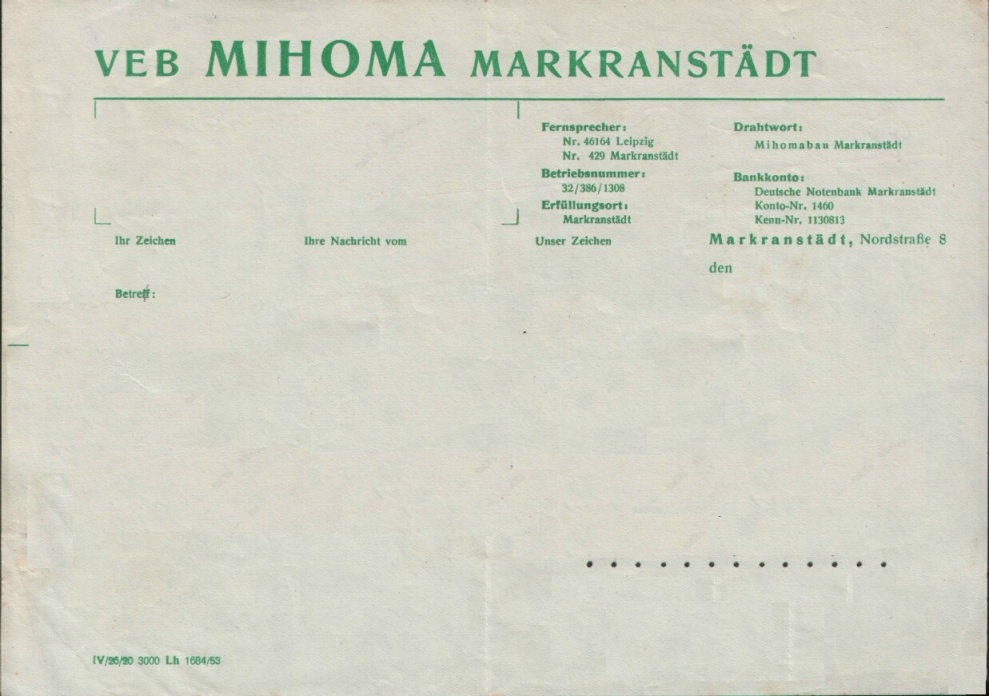 VEB MIHOMA MARKRANSTÄDT
Fernsprecher:
Nr. 46164 Leipzig
Nr. 429 Markranstädt
Betriebsnummer:
32/386/1308
Erfüllungsort:
Markranstädt
Drahtwort:
Mihomabau Markranstädt
Bankkonto:
Deutsche Notenbank Markranstädt
Konto-Nr. 1460
Kenn-Nr. 1130813
Ihr Zeichen
Ihre Nachricht vom
Unser Zeichen
Markranstädt, Nordstraße 8
den
Betreff:
IV/26/20 3000 Lh 1684/53